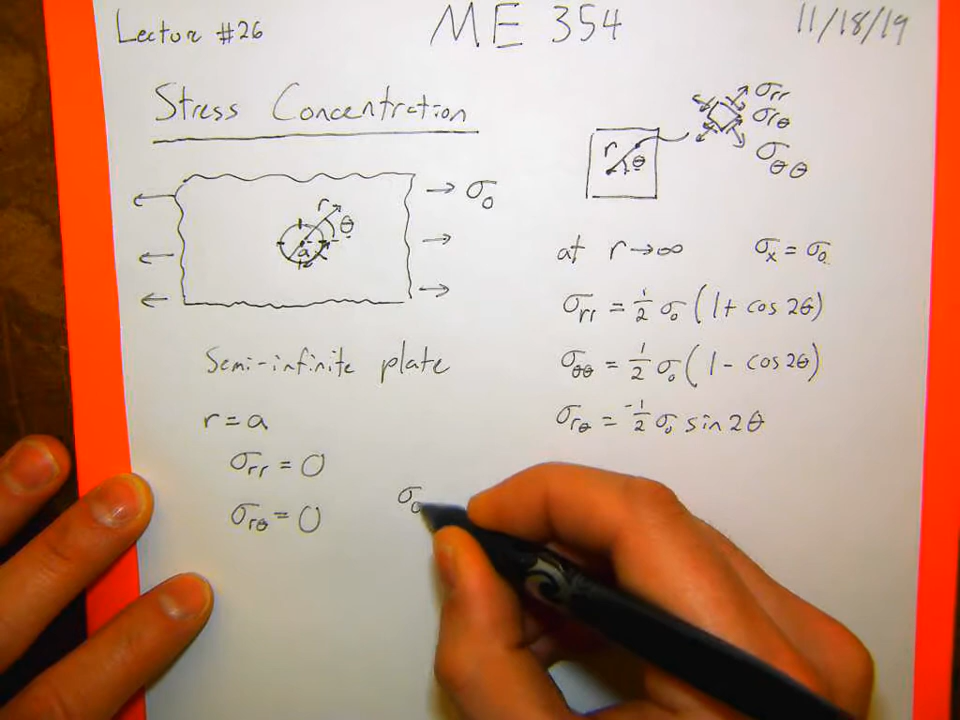 Lecture #26 ME 354 11/18/19
Stress Concentration
σrr
σrθ
σθθ
r θ
→ σ₀
r θ
a
at r→∞ σx = σ₀
σrr = 1/2 σ₀ (1 + cos 2θ)
Semi-infinite plate
σθθ = 1/2 σ₀ (1 - cos 2θ)
r = a
σrθ = -1/2 σ₀ sin 2θ
σrr = 0
σrθ = 0